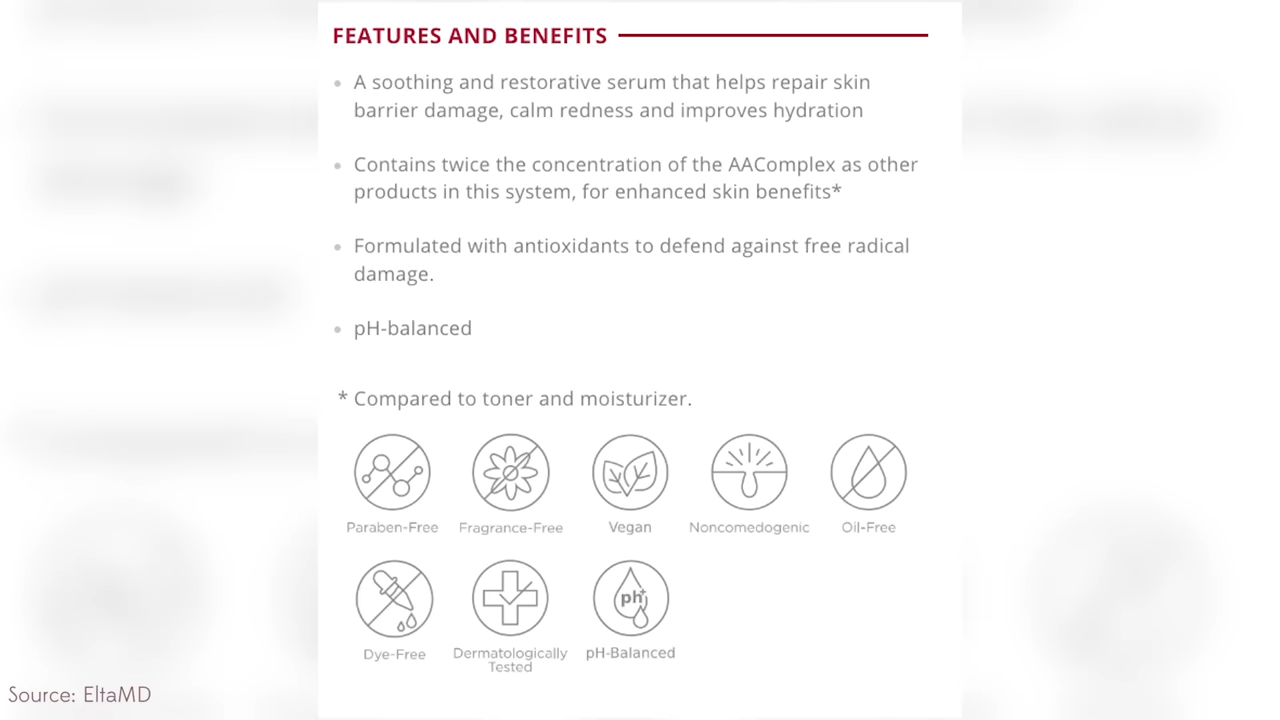 FEATURES AND BENEFITS
• A soothing and restorative serum that helps repair skin
barrier damage, calm redness and improves hydration
• Contains twice the concentration of the AAComplex as other
products in this system, for enhanced skin benefits*
• Formulated with antioxidants to defend against free radical
damage.
• pH-balanced
* Compared to toner and moisturizer.
Paraben-Free Fragrance-Free Vegan Noncomedogenic Oil-Free
ph+
Dye-Free Dermatologically Tested pH-Balanced
Source: EltaMD